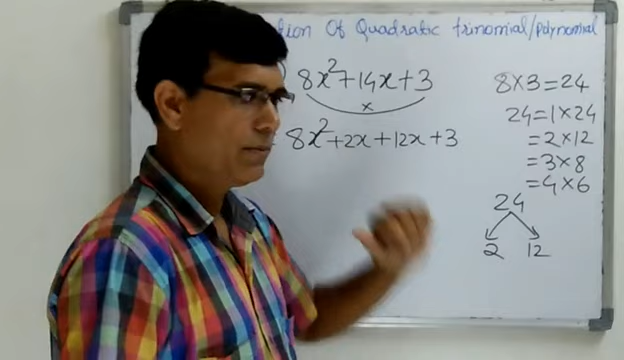 tion Of Quadratic trinomial/Polynomial
) 8x²+14x+3
x
8x²+2x+12x+3
8×3=24
24=1×24
=2×12
=3×8
=4×6
24
2 12